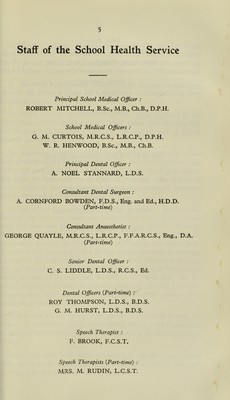 5
Staff of the School Health Service
Principal School Medical Officer :
ROBERT MITCHELL, B.Sc., M.B., Ch.B., D.P.H.
School Medical Officers :
G. M. CURTOIS, M.R.C.S., L.R.C.P., D.P.H.
W. R. HENWOOD, B.Sc., M.B., Ch.B.
Principal Dental Officer :
A. NOEL STANNARD, L.D.S.
Consultant Dental Surgeon :
A. CORNFORD BOWDEN, F.D.S., Eng. and Ed., H.D.D.
(Part-time)
Consultant Anaesthetist :
GEORGE QUAYLE, M.R.C.S., L.R.C.P., F.F.A.R.C.S., Eng., D.A.
(Part-time)
Senior Dental Officer :
C. S. LIDDLE, L.D.S., R.C.S., Ed.
Dental Officers (Part-time) :
ROY THOMPSON, L.D.S., B.D.S.
G. M. HURST, L.D.S., B.D.S.
Speech Therapist :
F. BROOK, F.C.S.T.
Speech Therapists (Part-time) :
MRS. M. RUDIN, L.C.S.T.